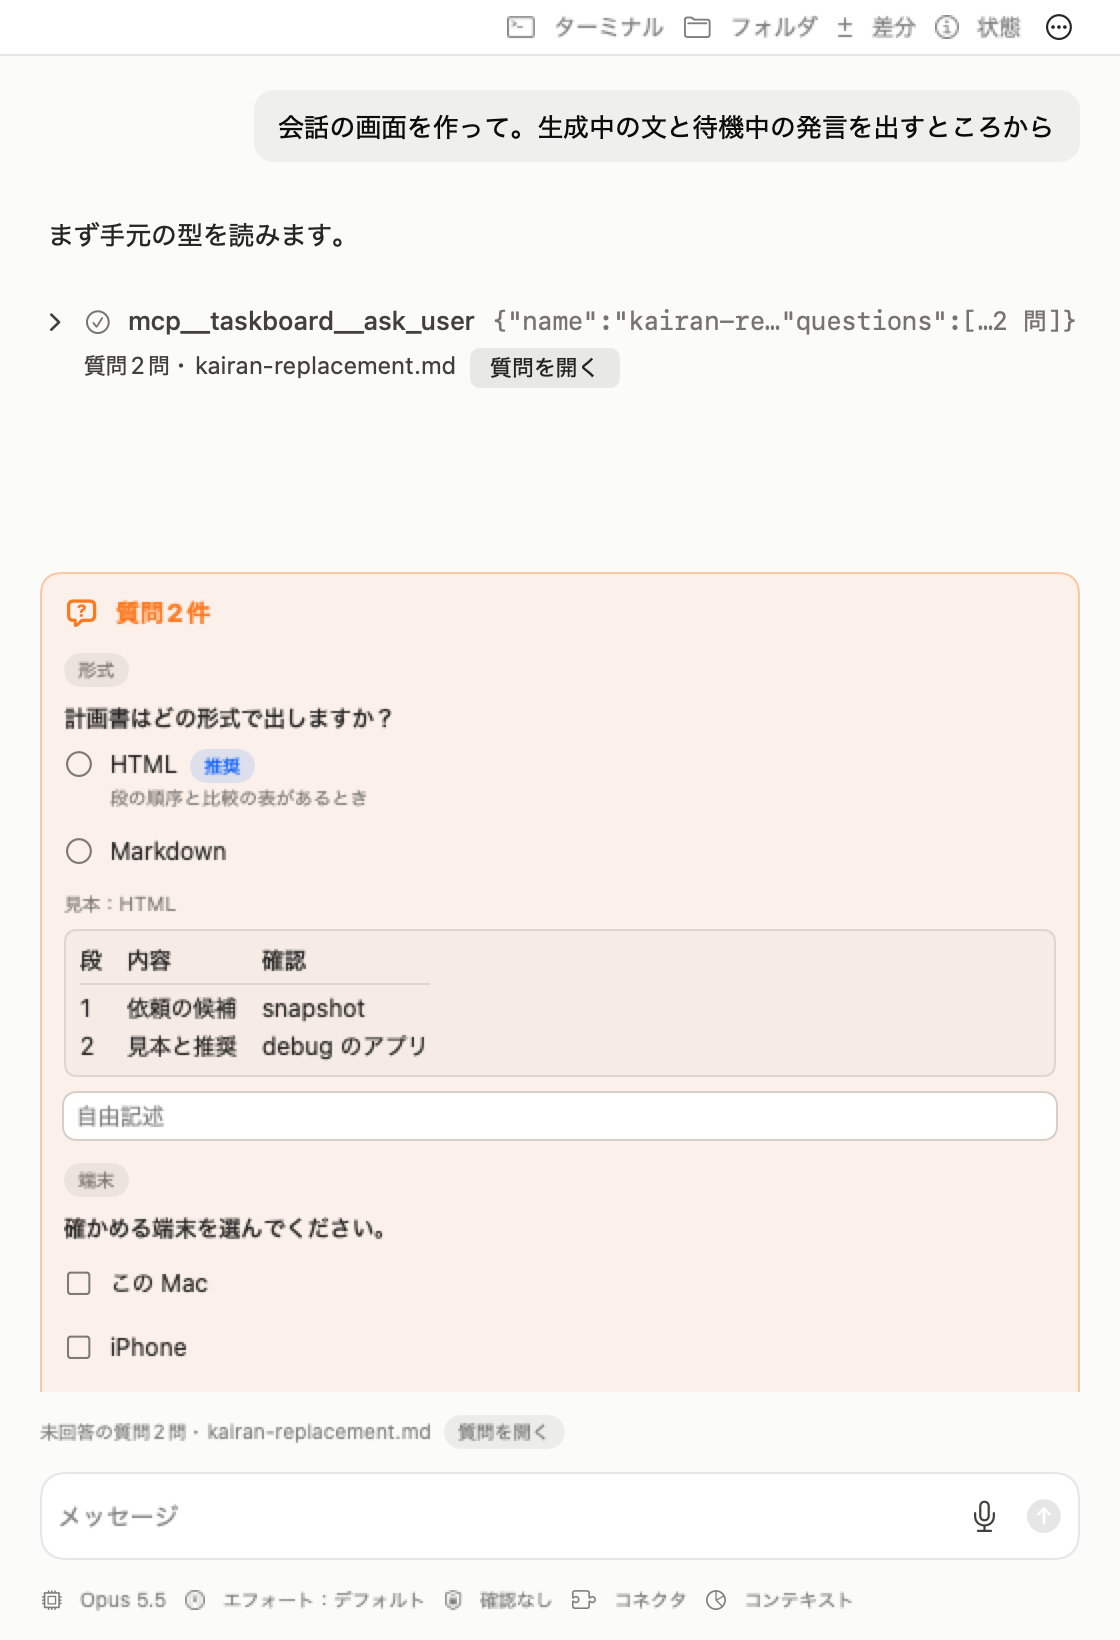 ターミナル フォルダ ± 差分 状態
会話の画面を作って。生成中の文と待機中の発言を出すところから
まず手元の型を読みます。
mcp__taskboard__ask_user {"name":"kairan-re…"questions":[…2 問]}
質問2問・kairan-replacement.md 質問を開く
質問2件
形式
計画書はどの形式で出しますか？
HTML 推奨
段の順序と比較の表があるとき
Markdown
見本：HTML
段 内容 確認
1 依頼の候補 snapshot
2 見本と推奨 debug のアプリ
自由記述
端末
確かめる端末を選んでください。
この Mac
iPhone
未回答の質問2問・kairan-replacement.md 質問を開く
メッセージ
Opus 5.5 エフォート：デフォルト 確認なし コネクタ コンテキスト